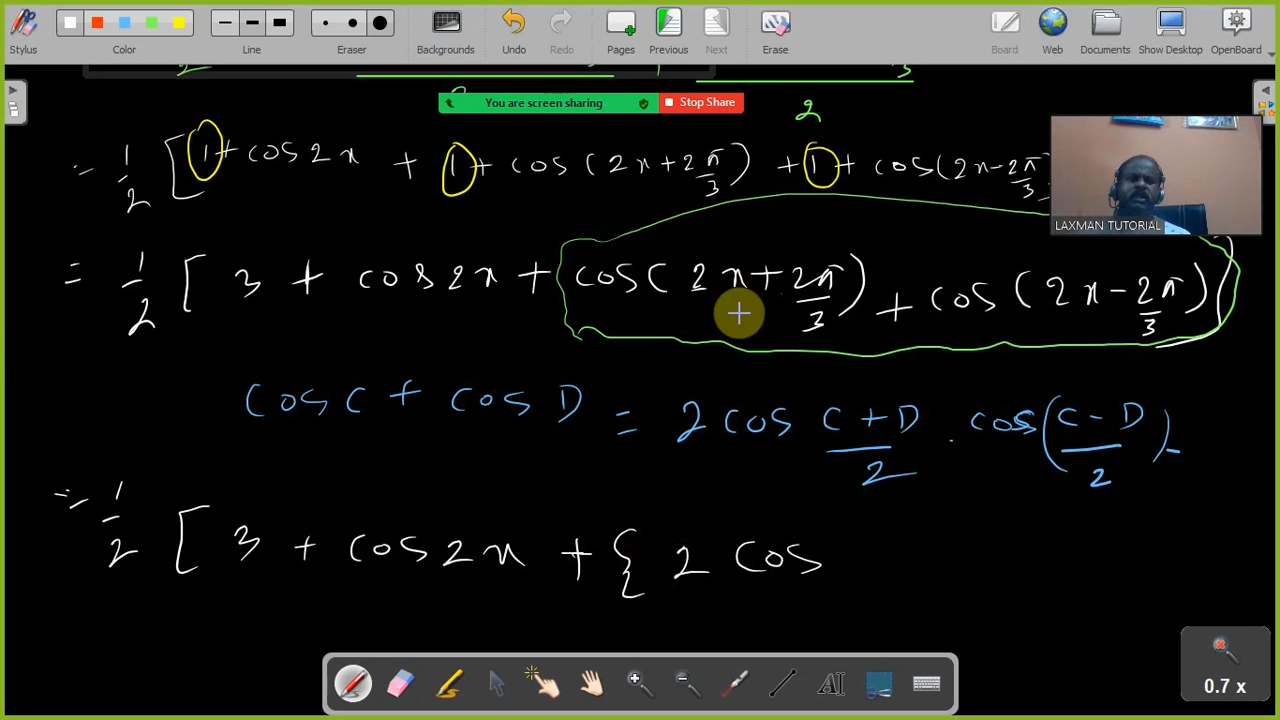 Stylus Color Line Eraser Backgrounds Undo Redo Pages Previous Next Erase Board Web Documents Show Desktop OpenBoard
You are screen sharing Stop Share
2
= 1/2 [ 1 + cos 2x + 1 + cos (2x + 2π/3) + 1 + cos(2x - 2π/3)
LAXMAN TUTORIAL
= 1/2 [ 3 + cos 2x + cos( 2x + 2π/3 ) + cos ( 2x - 2π/3 ) ]
cos C + cos D = 2 cos C + D/2 . cos( C - D/2 )
= 1/2 [ 3 + cos 2x + { 2 cos
0.7 x